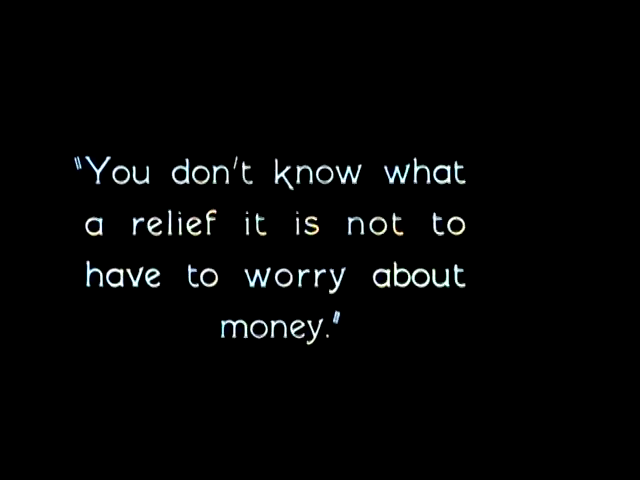 "You don't know what
a relief it is not to
have to worry about
money."